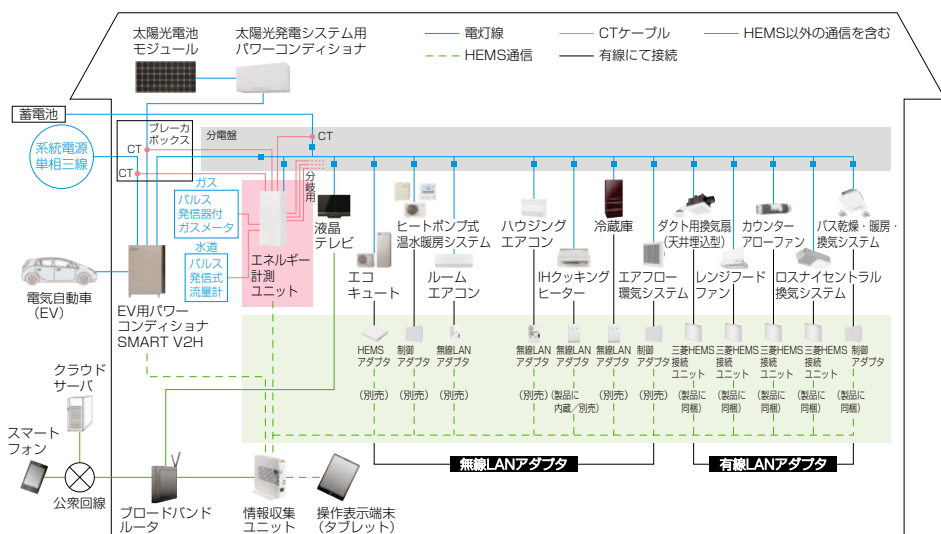 太陽光電池
モジュール
太陽光発電システム用
パワーコンディショナ
電灯線
CTケーブル
HEMS以外の通信を含む
HEMS通信
有線にて接続
蓄電池
ブレーカ
ボックス
分電盤
CT
系統電源
単相三線
CT
CT
分岐用
ガス
パルス
発信器付
ガスメータ
水道
パルス
発信式
流量計
エネルギー
計測
ユニット
液晶
テレビ
ヒートポンプ式
温水暖房システム
ハウジング
エアコン
冷蔵庫
ダクト用換気扇
(天井埋込型)
カウンター
アローファン
バス乾燥・暖房・
換気システム
エコ
キュート
ルーム
エアコン
IHクッキング
ヒーター
エアフロー
環気システム
レンジフード
ファン
ロスナイセントラル
換気システム
電気自動車
(EV)
EV用パワー
コンディショナ
SMART V2H
HEMS
アダプタ
(別売)
制御
アダプタ
(別売)
無線LAN
アダプタ
(別売)
無線LAN
アダプタ
(別売)
無線LAN
アダプタ
(製品に
内蔵/別売)
無線LAN
アダプタ
(別売)
制御
アダプタ
(別売)
三菱HEMS
接続
ユニット
(製品に
同梱)
三菱HEMS
接続
ユニット
(製品に
同梱)
三菱HEMS
接続
ユニット
(製品に
同梱)
三菱HEMS
接続
ユニット
(製品に
同梱)
制御
アダプタ
(製品に
同梱)
無線LANアダプタ
有線LANアダプタ
クラウド
サーバ
スマート
フォン
公衆回線
ブロードバンド
ルータ
情報収集
ユニット
操作表示端末
(タブレット)